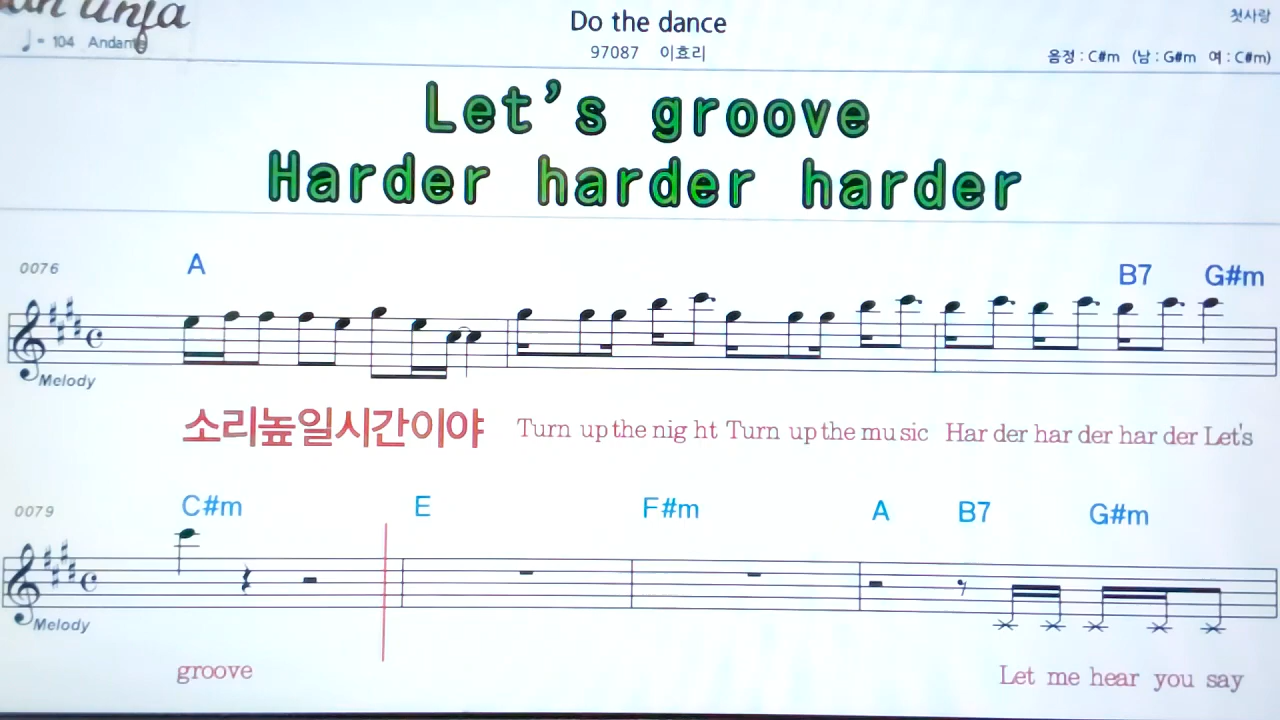 Do the dance
첫사랑
♩ = 104 Andante
97087 이효리
음정 : C#m (남 : G#m 여 : C#m)
Let's groove
Harder harder harder
0076
A B7 G#m
Melody
소리높일시간이야 Turn up the nig ht Turn up the mu sic Har der har der har der Let's
0079
C#m E F#m A B7 G#m
Melody
groove Let me hear you say